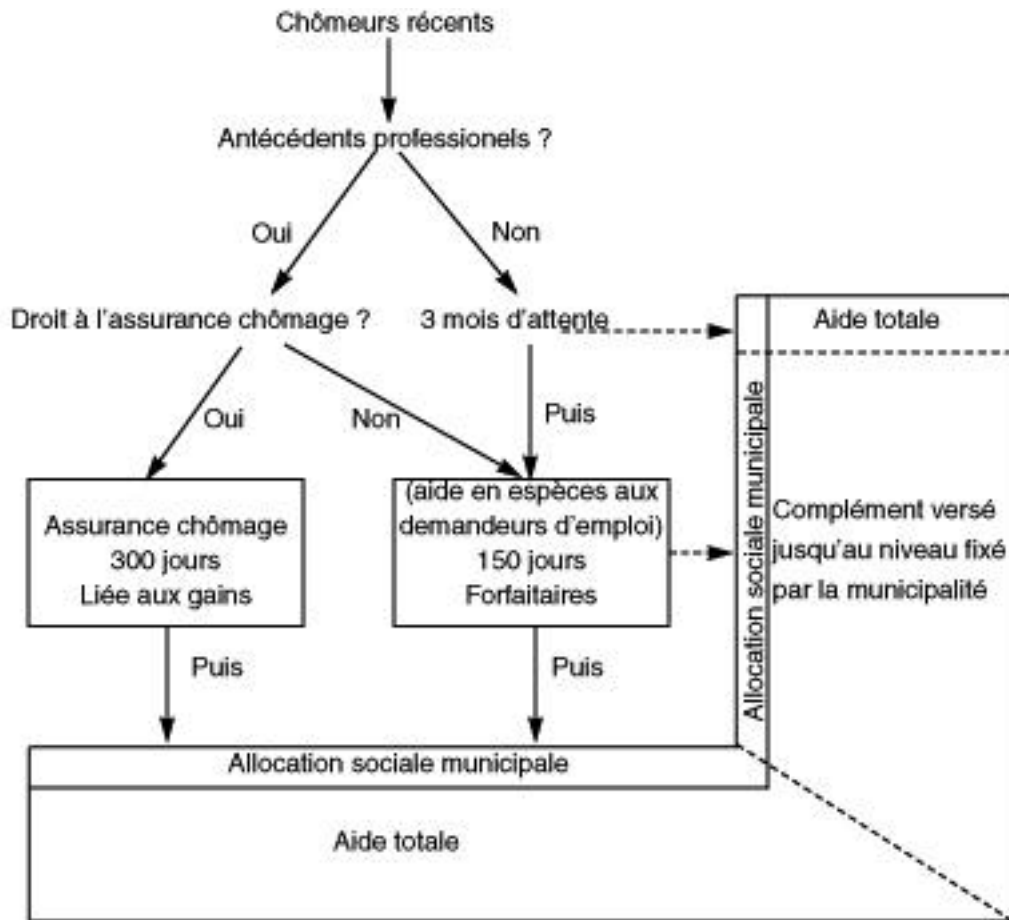 Chômeurs récents
Antécédents professionels ?
Oui
Non
Droit à l'assurance chômage ?
3 mois d'attente
Aide totale
Oui
Non
Puis
Allocation sociale municipale
Assurance chômage
300 jours
Liée aux gains
(aide en espèces aux
demandeurs d'emploi)
150 jours
Forfaitaires
Complément versé
jusqu'au niveau fixé
par la municipalité
Puis
Puis
Allocation sociale municipale
Aide totale